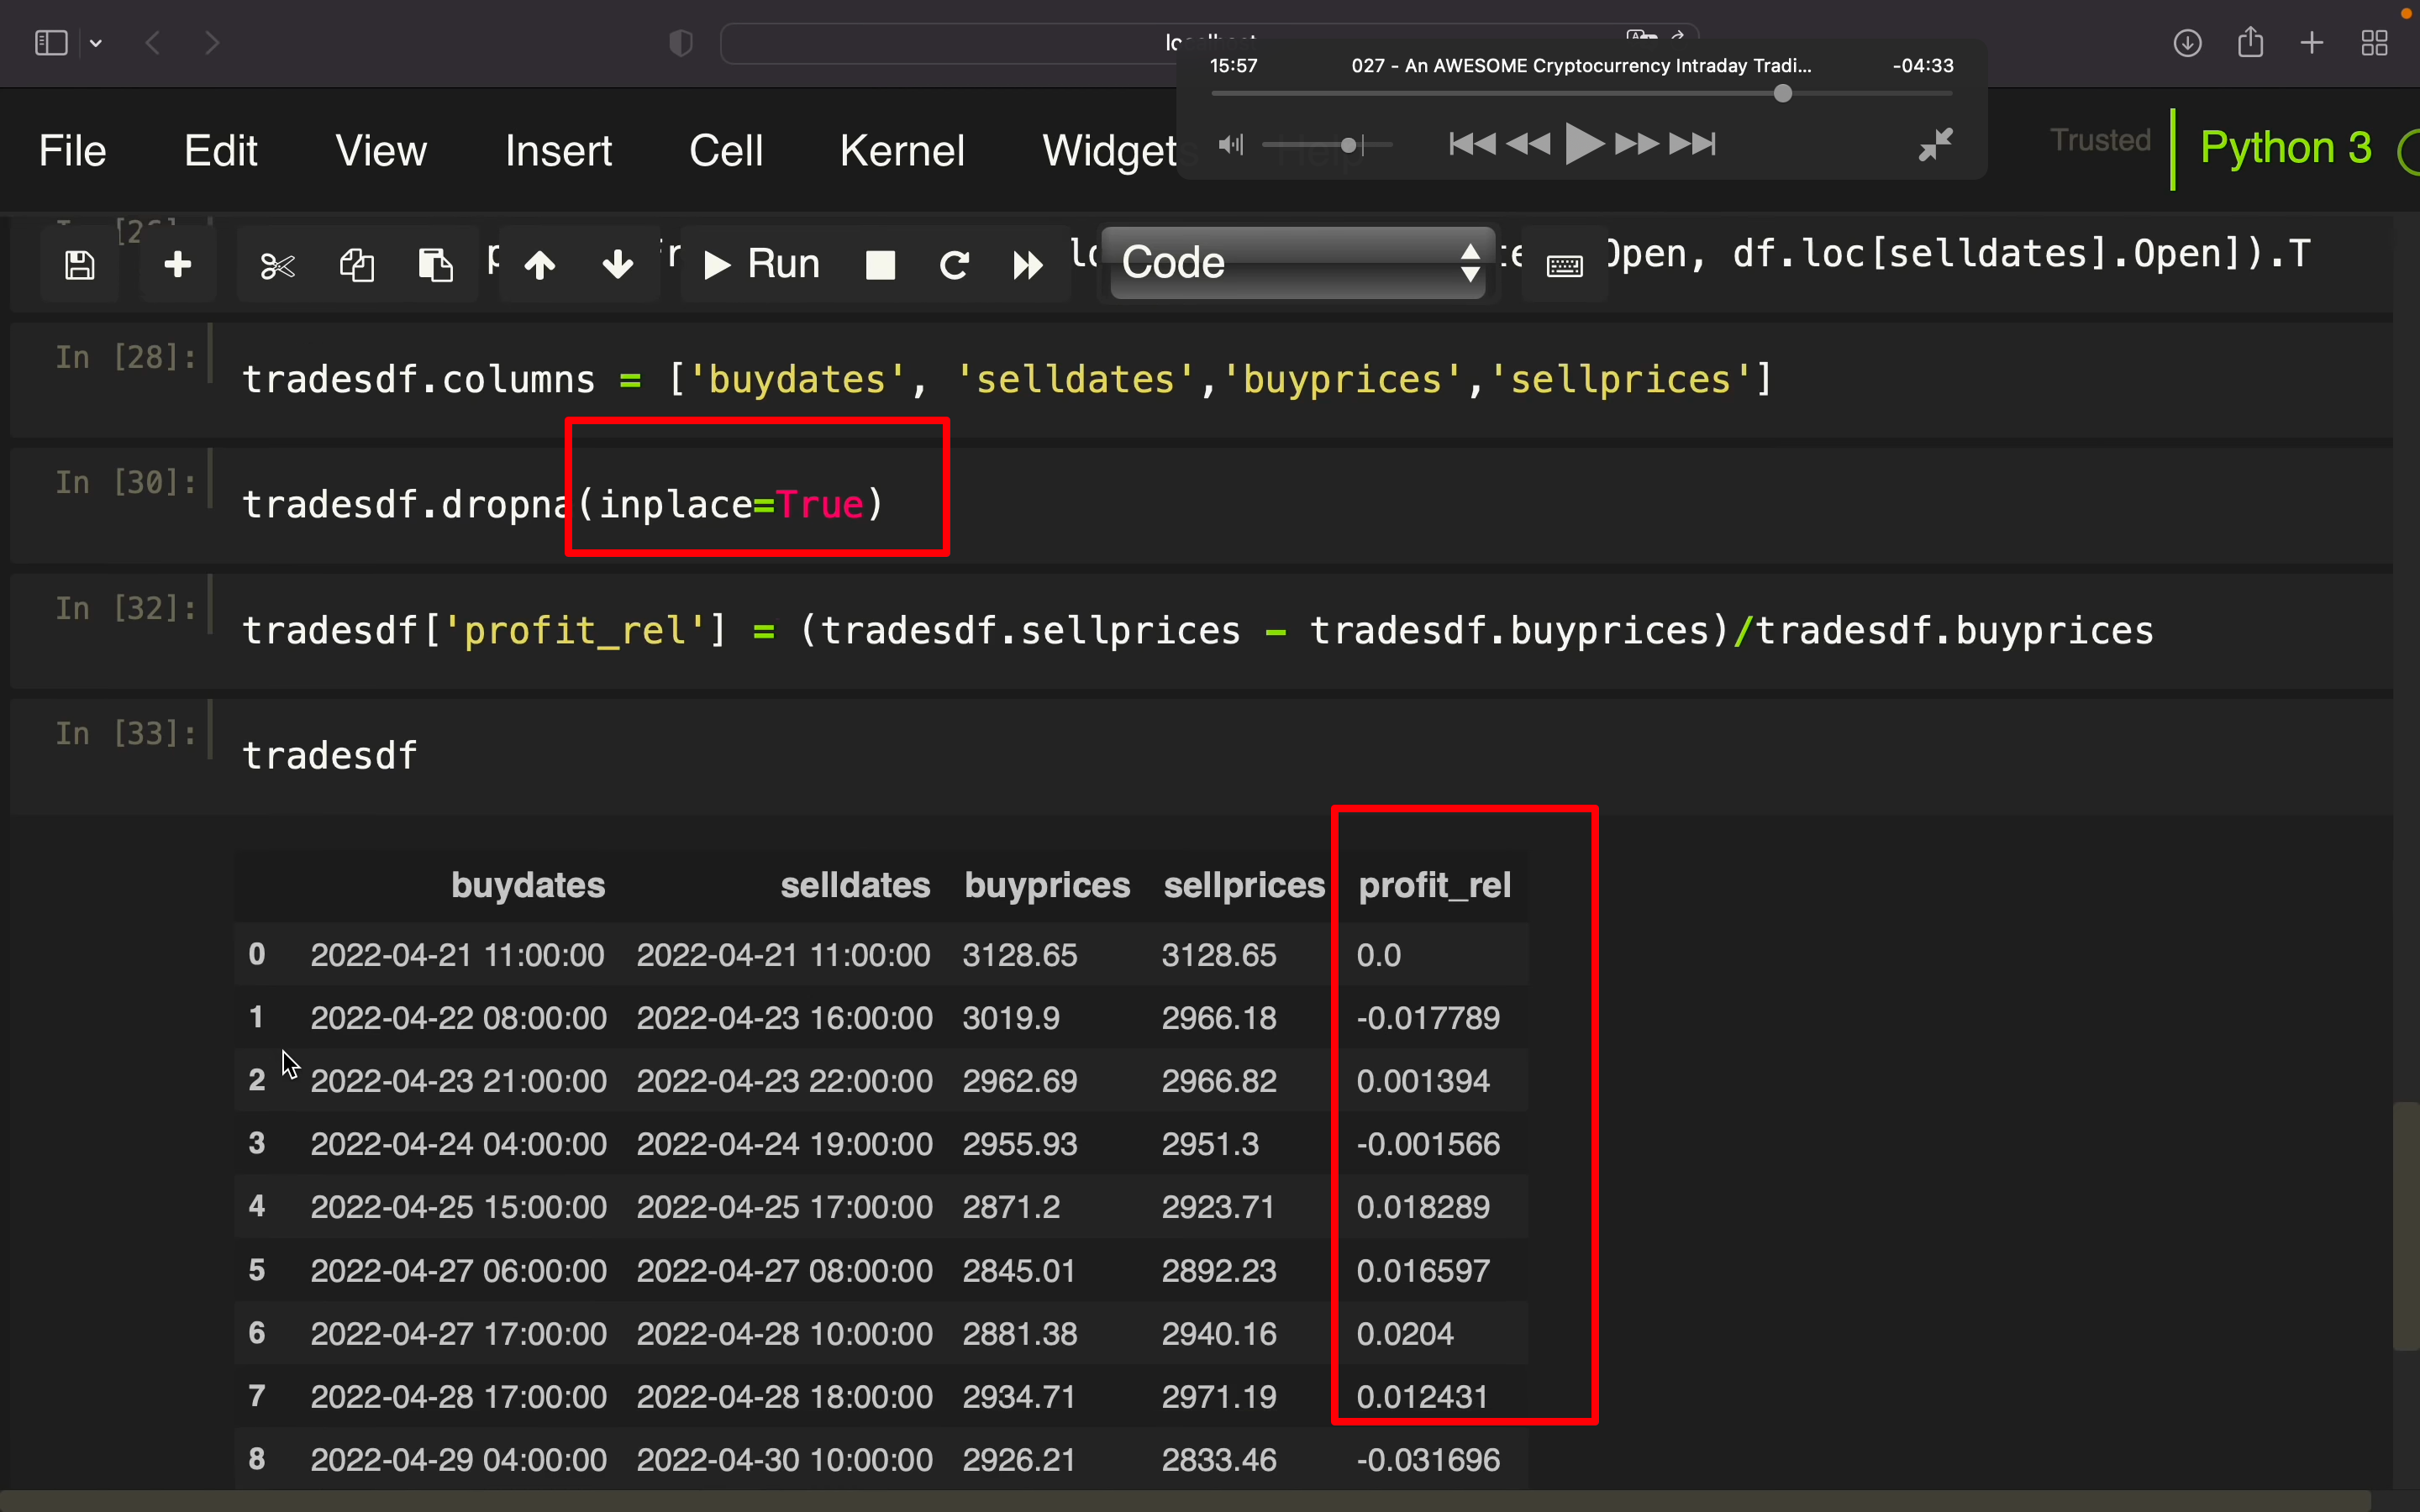 15:57 027 - An AWESOME Cryptocurrency Intraday Tradi... -04:33
File Edit View Insert Cell Kernel Widgets Help Trusted Python 3
Run Code Open, df.loc[selldates].Open]).T
In [28]: tradesdf.columns = ['buydates', 'selldates','buyprices','sellprices']
In [30]: tradesdf.dropna(inplace=True)
In [32]: tradesdf['profit_rel'] = (tradesdf.sellprices - tradesdf.buyprices)/tradesdf.buyprices
In [33]: tradesdf
buydates selldates buyprices sellprices profit_rel
0 2022-04-21 11:00:00 2022-04-21 11:00:00 3128.65 3128.65 0.0
1 2022-04-22 08:00:00 2022-04-23 16:00:00 3019.9 2966.18 -0.017789
2 2022-04-23 21:00:00 2022-04-23 22:00:00 2962.69 2966.82 0.001394
3 2022-04-24 04:00:00 2022-04-24 19:00:00 2955.93 2951.3 -0.001566
4 2022-04-25 15:00:00 2022-04-25 17:00:00 2871.2 2923.71 0.018289
5 2022-04-27 06:00:00 2022-04-27 08:00:00 2845.01 2892.23 0.016597
6 2022-04-27 17:00:00 2022-04-28 10:00:00 2881.38 2940.16 0.0204
7 2022-04-28 17:00:00 2022-04-28 18:00:00 2934.71 2971.19 0.012431
8 2022-04-29 04:00:00 2022-04-30 10:00:00 2926.21 2833.46 -0.031696